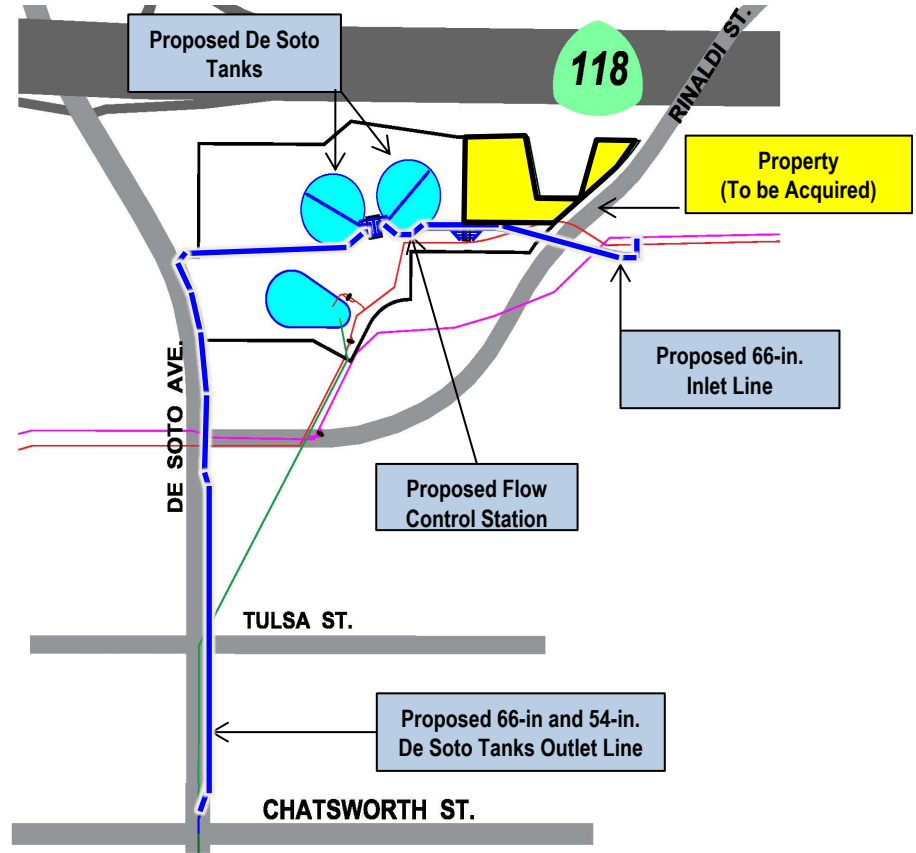 Proposed De Soto
Tanks
118
RINALDI ST.
Property
(To be Acquired)
Proposed 66-in.
Inlet Line
DE SOTO AVE.
Proposed Flow
Control Station
TULSA ST.
Proposed 66-in and 54-in.
De Soto Tanks Outlet Line
CHATSWORTH ST.